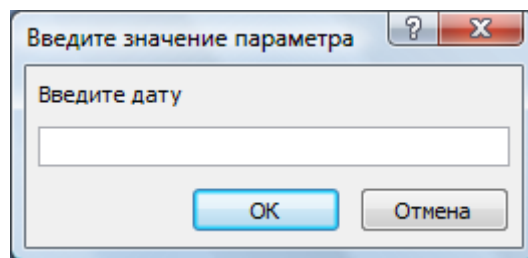 Введите значение параметра
Введите дату
ОК
Отмена